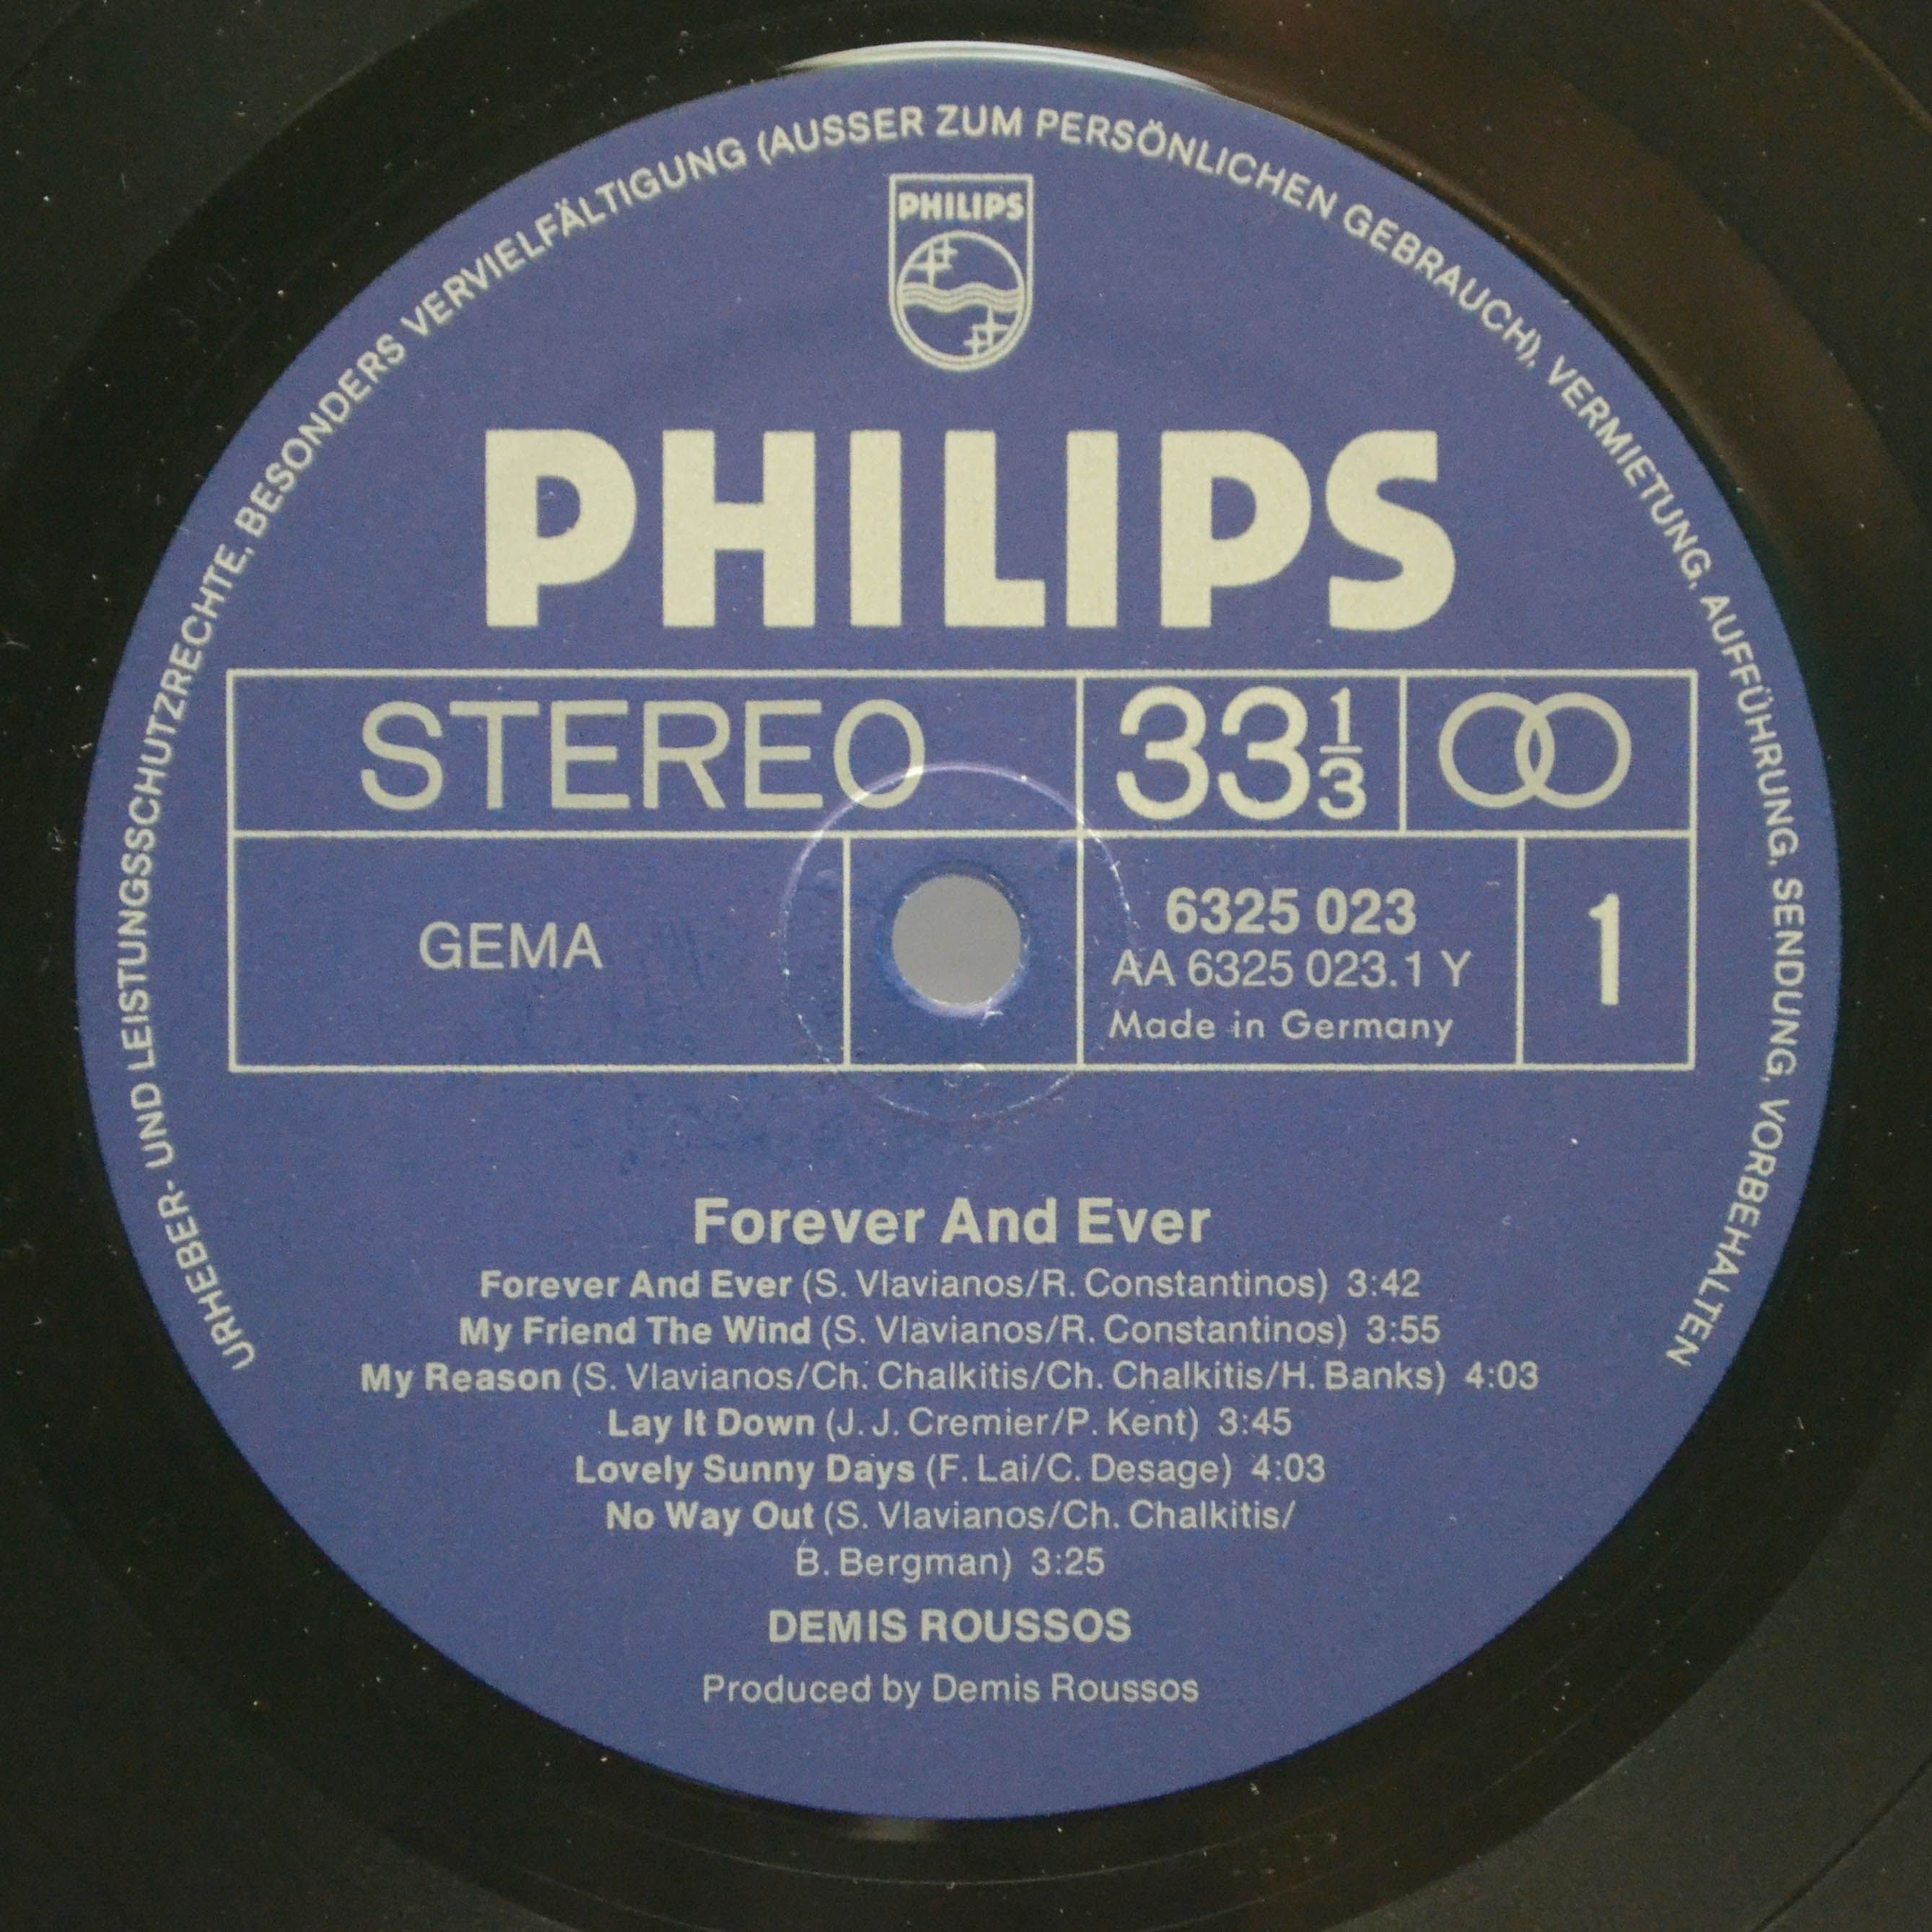 URHEBER- UND LEISTUNGSSCHUTZRECHTE, BESONDERS VERVIELFÄLTIGUNG (AUSSER ZUM PERSÖNLICHEN GEBRAUCH), VERMIETUNG, AUFFÜHRUNG, SENDUNG, VORBEHALTEN
PHILIPS
PHILIPS
STEREO 33 1/3
GEMA 6325 023 1
AA 6325 023.1 Y
Made in Germany
Forever And Ever
Forever And Ever (S. Vlavianos/R. Constantinos) 3:42
My Friend The Wind (S. Vlavianos/R. Constantinos) 3:55
My Reason (S. Vlavianos/Ch. Chalkitis/Ch. Chalkitis/H. Banks) 4:03
Lay It Down (J. J. Cremier/P. Kent) 3:45
Lovely Sunny Days (F. Lai/C. Desage) 4:03
No Way Out (S. Vlavianos/Ch. Chalkitis/
B. Bergman) 3:25
DEMIS ROUSSOS
Produced by Demis Roussos